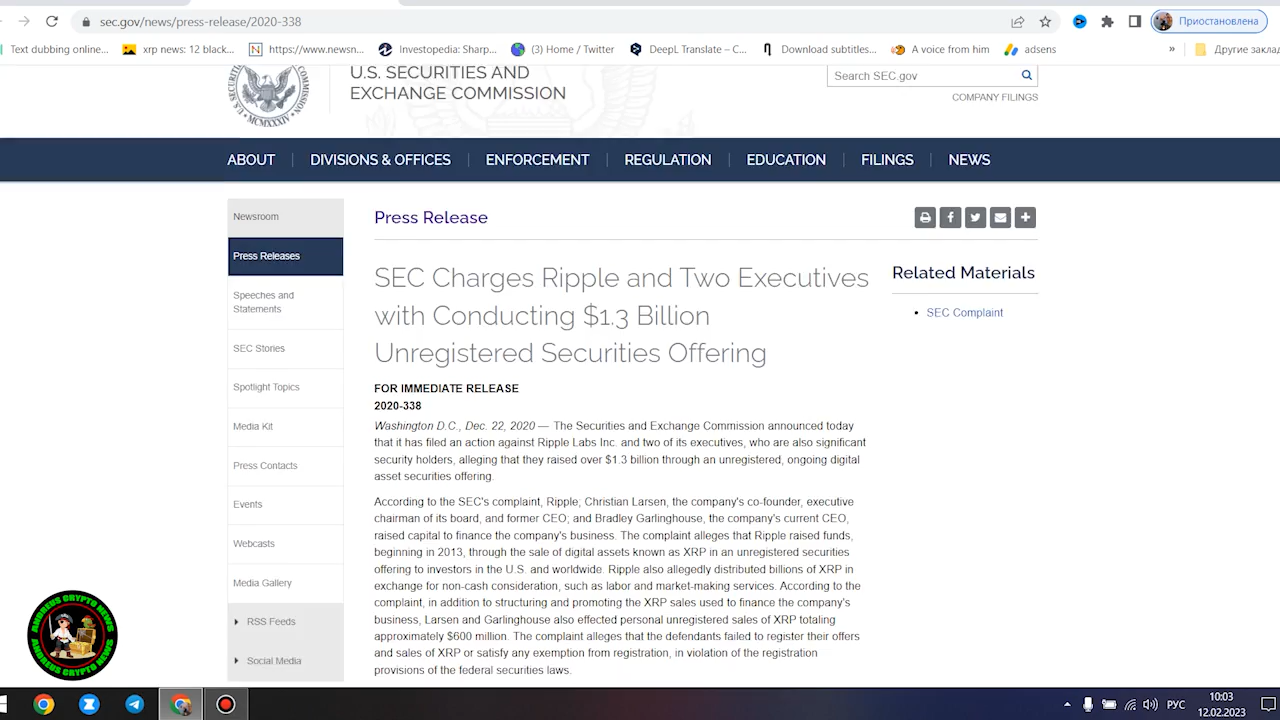 sec.gov/news/press-release/2020-338
Приостановлена
Text dubbing online... xrp news: 12 black... https://www.newsn... Investopedia: Sharp... (3) Home / Twitter DeepL Translate – C... Download subtitles... A voice from him adsens » Другие закла
U.S. SECURITIES AND
EXCHANGE COMMISSION
MCMXXXIV
Search SEC.gov
COMPANY FILINGS
ABOUT DIVISIONS & OFFICES ENFORCEMENT REGULATION EDUCATION FILINGS NEWS
Newsroom
Press Releases
Speeches and
Statements
SEC Stories
Spotlight Topics
Media Kit
Press Contacts
Events
Webcasts
Media Gallery
RSS Feeds
Social Media
Press Release
SEC Charges Ripple and Two Executives
with Conducting $1.3 Billion
Unregistered Securities Offering
FOR IMMEDIATE RELEASE
2020-338
Washington D.C., Dec. 22, 2020 — The Securities and Exchange Commission announced today
that it has filed an action against Ripple Labs Inc. and two of its executives, who are also significant
security holders, alleging that they raised over $1.3 billion through an unregistered, ongoing digital
asset securities offering.
According to the SEC's complaint, Ripple; Christian Larsen, the company's co-founder, executive
chairman of its board, and former CEO; and Bradley Garlinghouse, the company's current CEO,
raised capital to finance the company's business. The complaint alleges that Ripple raised funds,
beginning in 2013, through the sale of digital assets known as XRP in an unregistered securities
offering to investors in the U.S. and worldwide. Ripple also allegedly distributed billions of XRP in
exchange for non-cash consideration, such as labor and market-making services. According to the
complaint, in addition to structuring and promoting the XRP sales used to finance the company's
business, Larsen and Garlinghouse also effected personal unregistered sales of XRP totaling
approximately $600 million. The complaint alleges that the defendants failed to register their offers
and sales of XRP or satisfy any exemption from registration, in violation of the registration
provisions of the federal securities laws.
Related Materials
SEC Complaint
ANDREUS CRYPTO NEWS
ANDREUS CRYPTO NEWS
РУС
10:03
12.02.2023